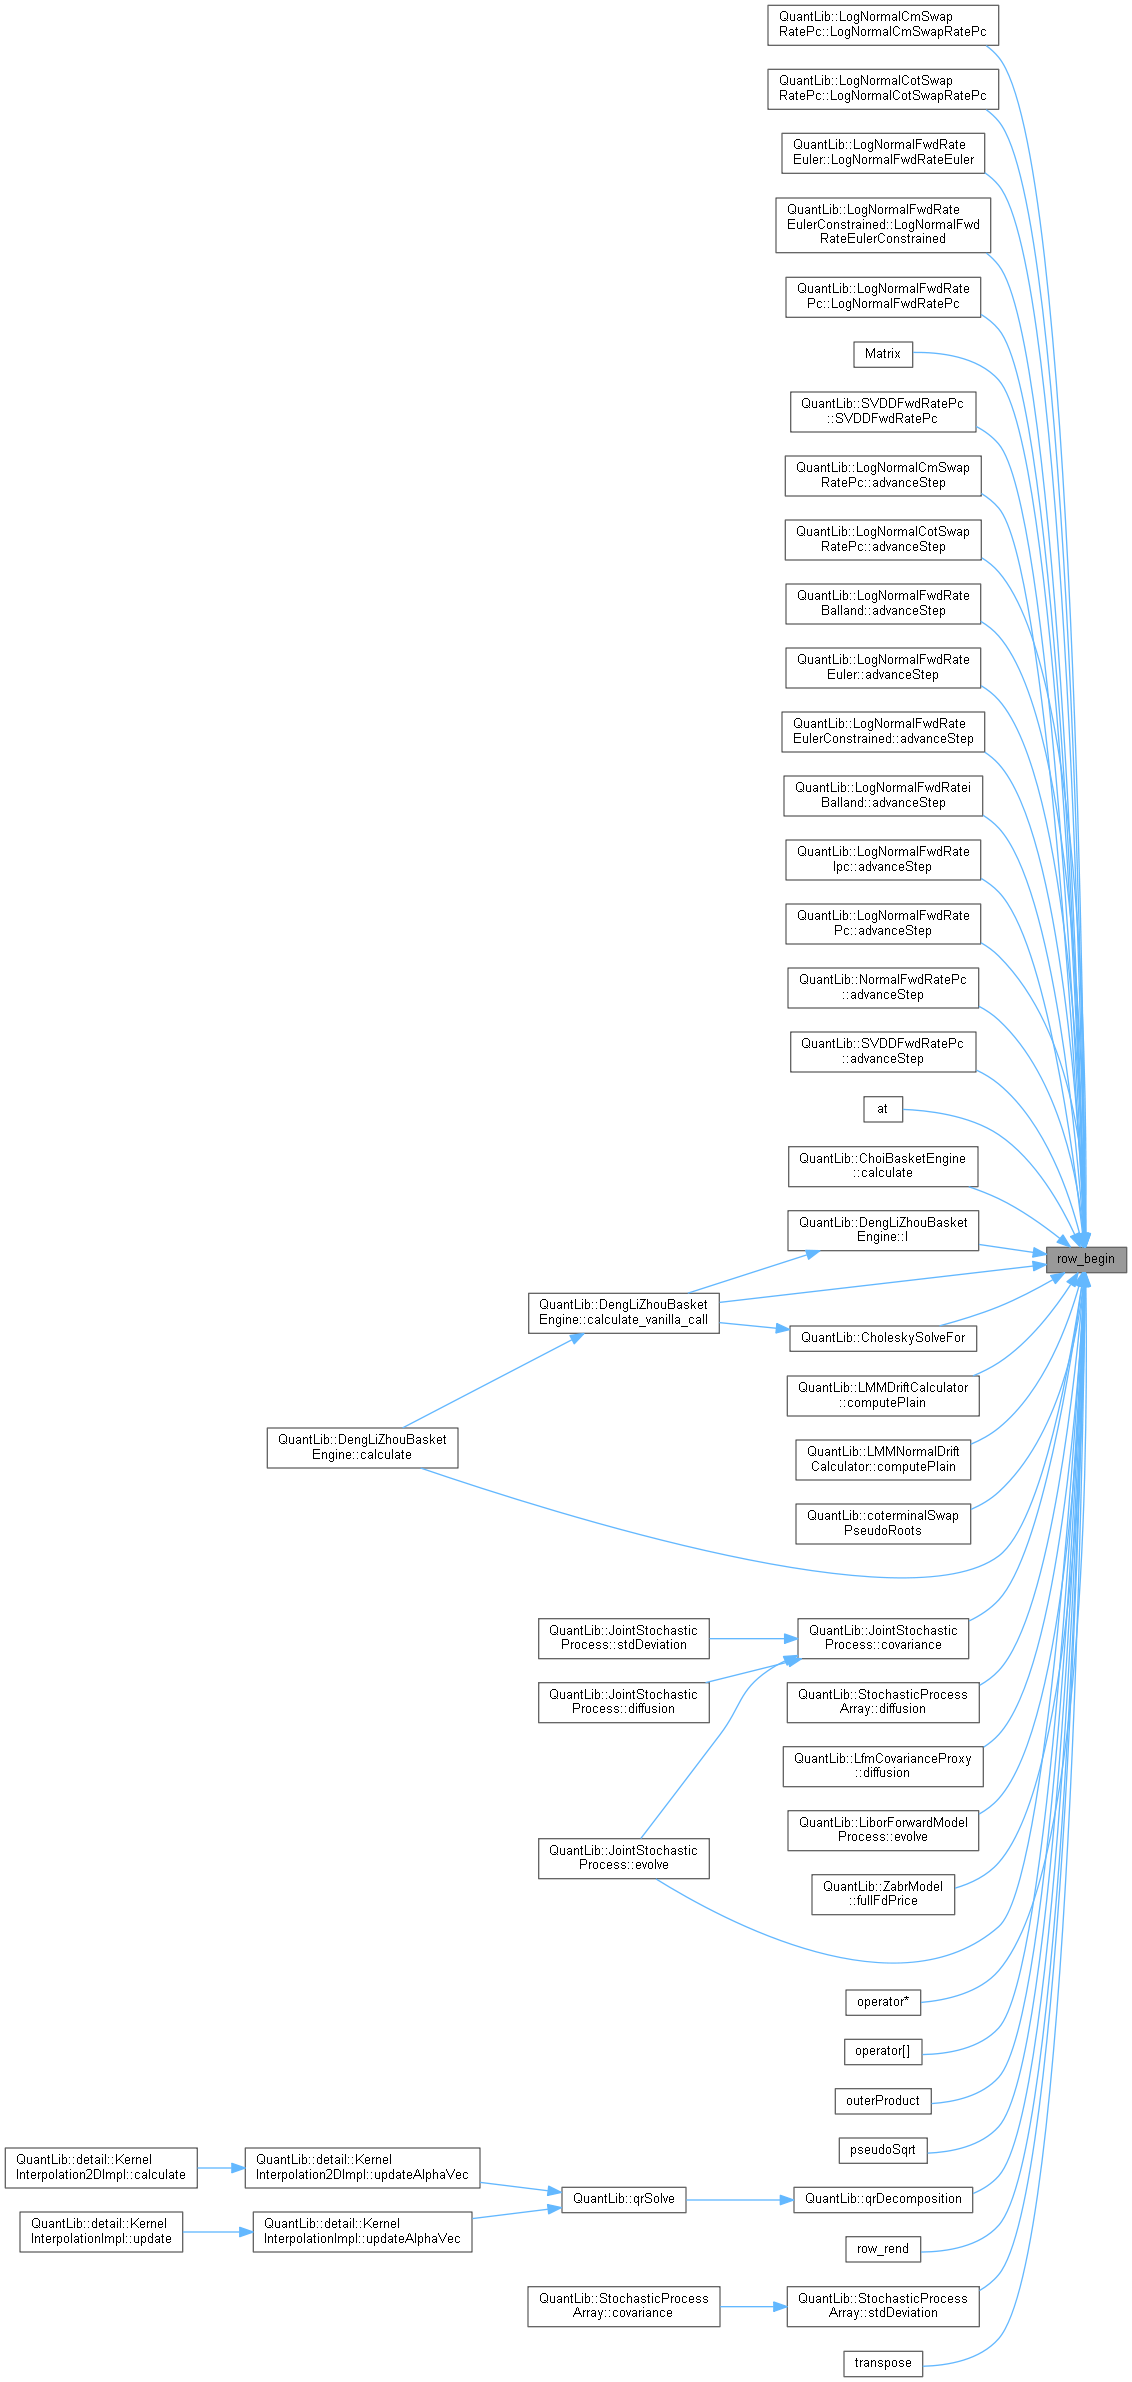 QuantLib::LogNormalCmSwap
RatePc::LogNormalCmSwapRatePc
QuantLib::LogNormalCotSwap
RatePc::LogNormalCotSwapRatePc
QuantLib::LogNormalFwdRate
Euler::LogNormalFwdRateEuler
QuantLib::LogNormalFwdRate
EulerConstrained::LogNormalFwd
RateEulerConstrained
QuantLib::LogNormalFwdRate
Pc::LogNormalFwdRatePc
Matrix
QuantLib::SVDDFwdRatePc
::SVDDFwdRatePc
QuantLib::LogNormalCmSwap
RatePc::advanceStep
QuantLib::LogNormalCotSwap
RatePc::advanceStep
QuantLib::LogNormalFwdRate
Balland::advanceStep
QuantLib::LogNormalFwdRate
Euler::advanceStep
QuantLib::LogNormalFwdRate
EulerConstrained::advanceStep
QuantLib::LogNormalFwdRatei
Balland::advanceStep
QuantLib::LogNormalFwdRate
Ipc::advanceStep
QuantLib::LogNormalFwdRate
Pc::advanceStep
QuantLib::NormalFwdRatePc
::advanceStep
QuantLib::SVDDFwdRatePc
::advanceStep
at
QuantLib::ChoiBasketEngine
::calculate
QuantLib::DengLiZhouBasket
Engine::I
row_begin
QuantLib::DengLiZhouBasket
Engine::calculate_vanilla_call
QuantLib::CholeskySolveFor
QuantLib::LMMDriftCalculator
::computePlain
QuantLib::DengLiZhouBasket
Engine::calculate
QuantLib::LMMNormalDrift
Calculator::computePlain
QuantLib::coterminalSwap
PseudoRoots
QuantLib::JointStochastic
Process::stdDeviation
QuantLib::JointStochastic
Process::covariance
QuantLib::JointStochastic
Process::diffusion
QuantLib::StochasticProcess
Array::diffusion
QuantLib::LfmCovarianceProxy
::diffusion
QuantLib::LiborForwardModel
Process::evolve
QuantLib::JointStochastic
Process::evolve
QuantLib::ZabrModel
::fullFdPrice
operator*
operator[]
outerProduct
pseudoSqrt
QuantLib::detail::Kernel
Interpolation2DImpl::calculate
QuantLib::detail::Kernel
Interpolation2DImpl::updateAlphaVec
QuantLib::qrSolve
QuantLib::qrDecomposition
QuantLib::detail::Kernel
InterpolationImpl::update
QuantLib::detail::Kernel
InterpolationImpl::updateAlphaVec
row_rend
QuantLib::StochasticProcess
Array::covariance
QuantLib::StochasticProcess
Array::stdDeviation
transpose